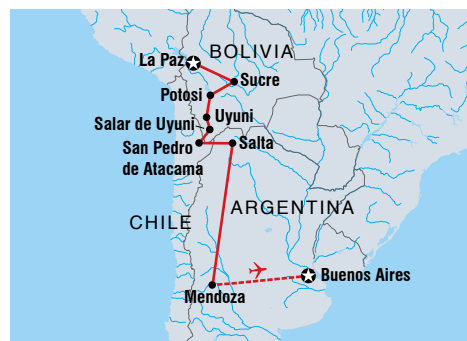 BOLIVIA
La Paz
Sucre
Potosi
Uyuni
Salar de Uyuni
San Pedro
de Atacama
Salta
CHILE
ARGENTINA
Buenos Aires
Mendoza